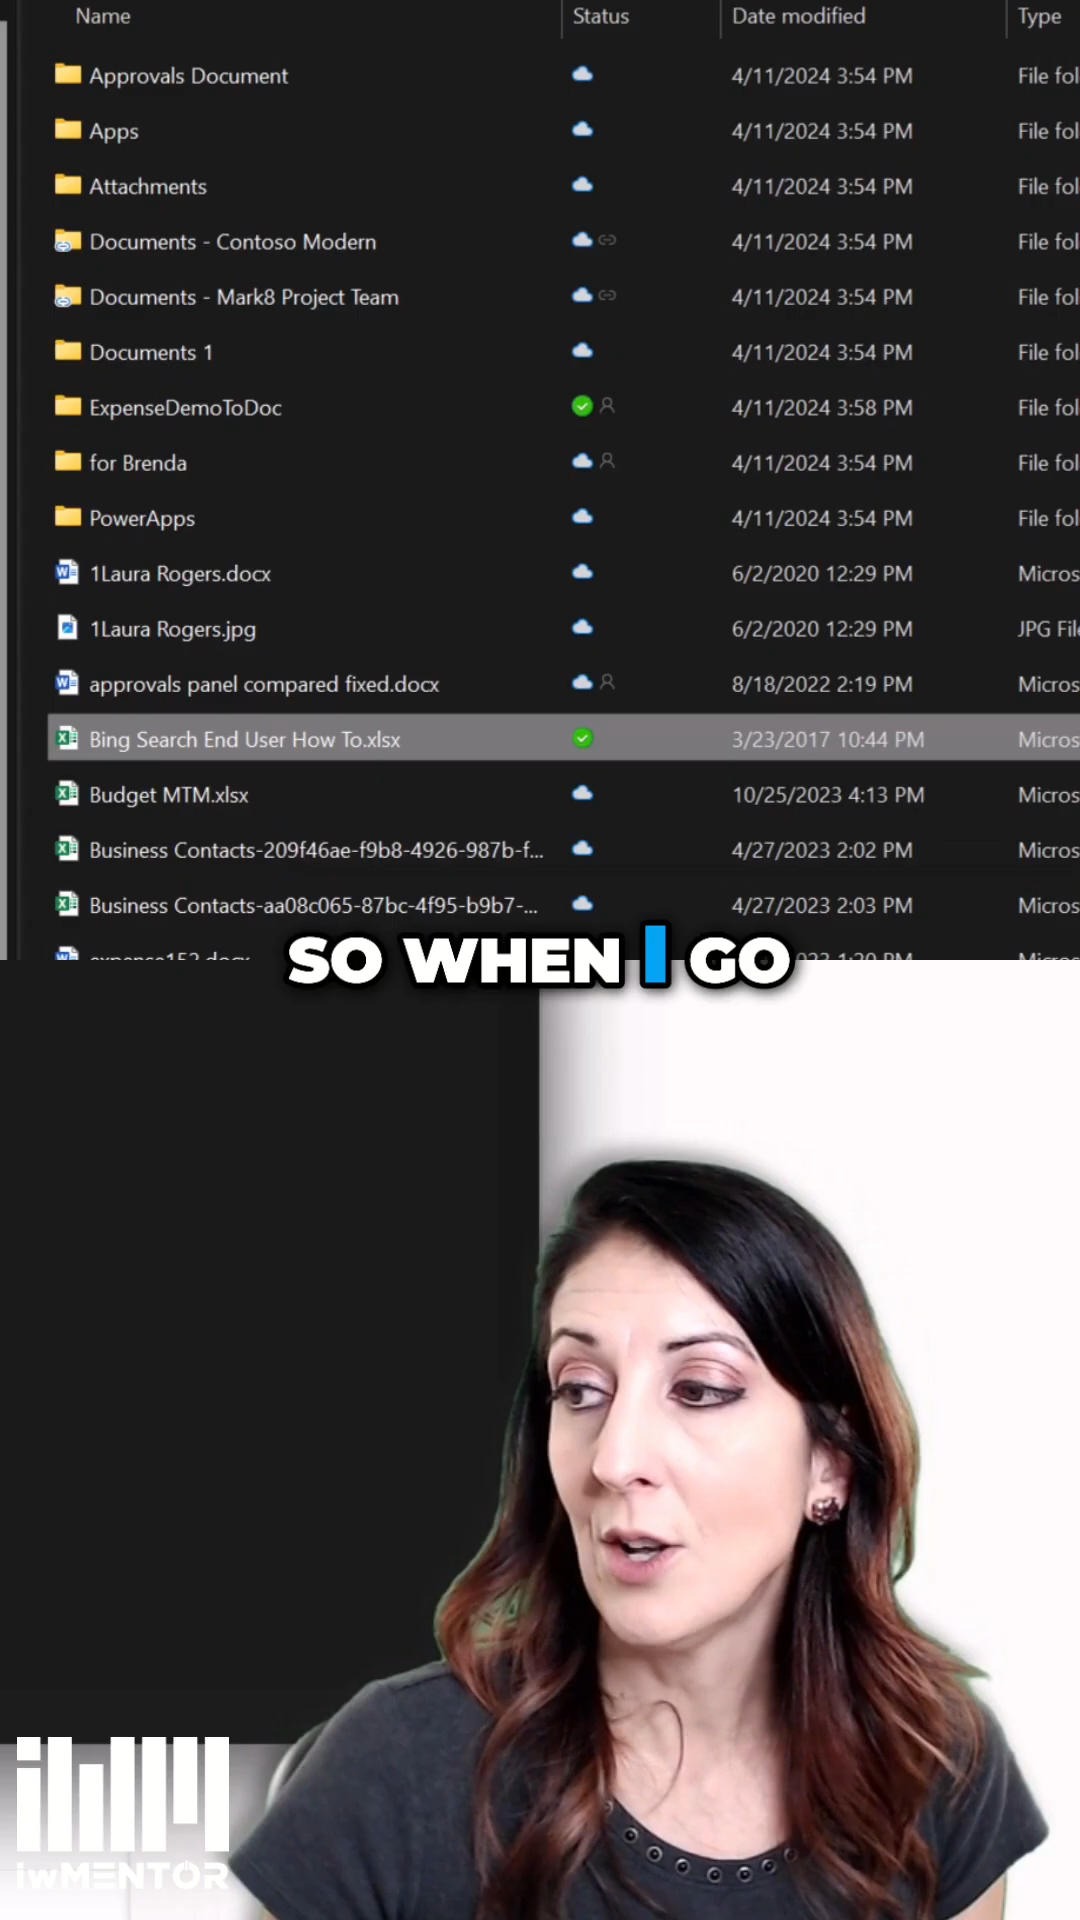 Name Status Date modified Type
Approvals Document 4/11/2024 3:54 PM File fol
Apps 4/11/2024 3:54 PM File fol
Attachments 4/11/2024 3:54 PM File fol
Documents - Contoso Modern 4/11/2024 3:54 PM File fol
Documents - Mark8 Project Team 4/11/2024 3:54 PM File fol
Documents 1 4/11/2024 3:54 PM File fol
ExpenseDemoToDoc 4/11/2024 3:58 PM File fol
for Brenda 4/11/2024 3:54 PM File fol
PowerApps 4/11/2024 3:54 PM File fol
1Laura Rogers.docx 6/2/2020 12:29 PM Micros
1Laura Rogers.jpg 6/2/2020 12:29 PM JPG File
approvals panel compared fixed.docx 8/18/2022 2:19 PM Micros
Bing Search End User How To.xlsx 3/23/2017 10:44 PM Micros
Budget MTM.xlsx 10/25/2023 4:13 PM Micros
Business Contacts-209f46ae-f9b8-4926-987b-f... 4/27/2023 2:02 PM Micros
Business Contacts-aa08c065-87bc-4f95-b9b7-... 4/27/2023 2:03 PM Micros
SO WHEN I GO
iwMENTOR